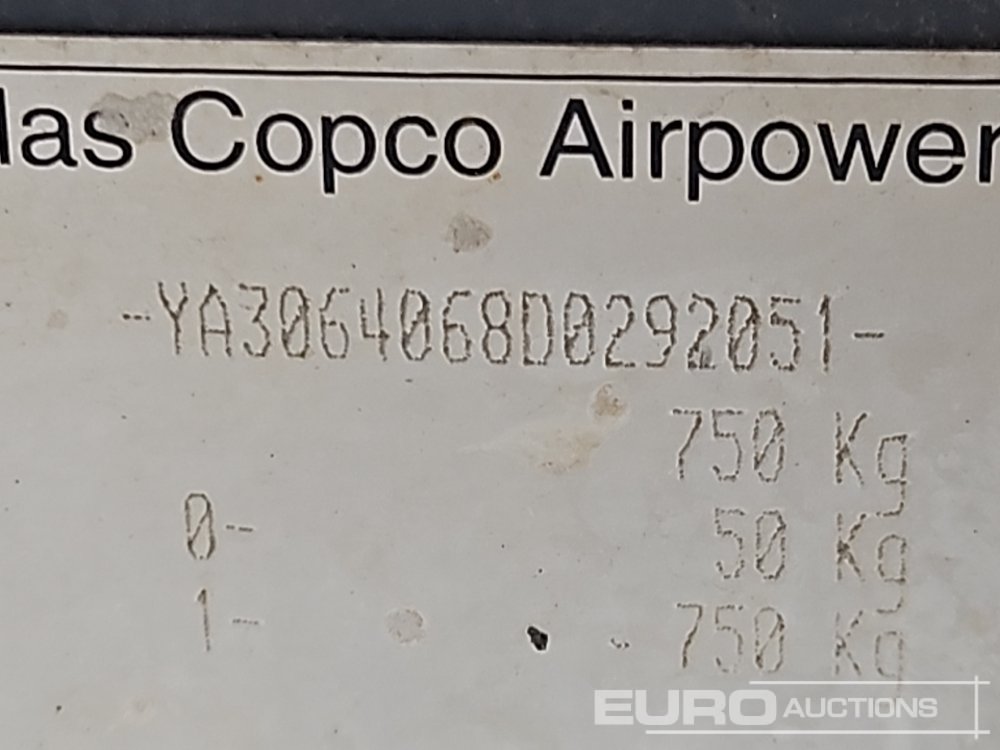 las Copco Airpower
-YA3064068D0292051-
750 Kg
0- 50 Kg
1- 750 Kg
EURO AUCTIONS